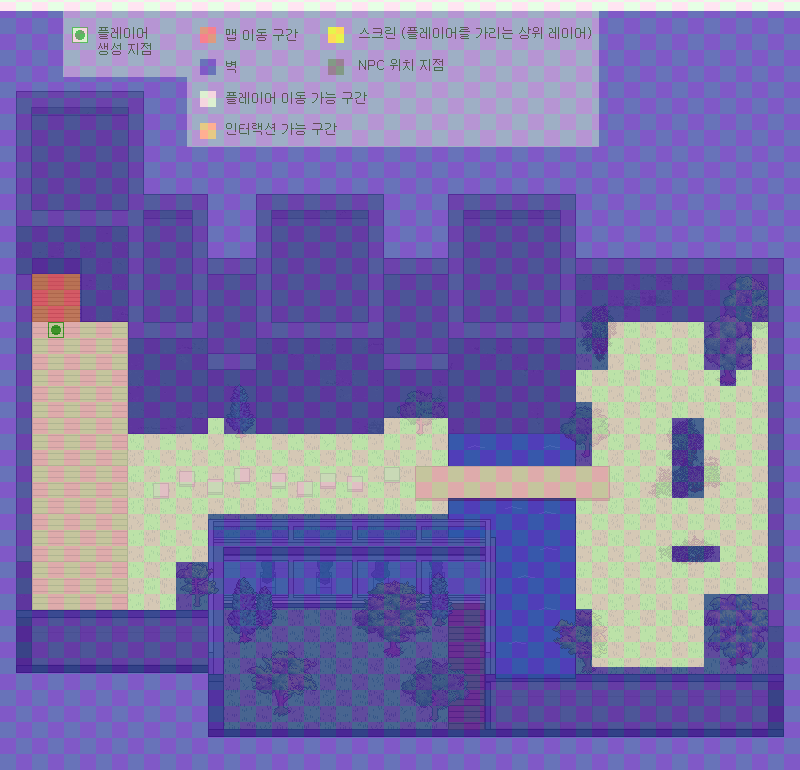 플레이어
생성 지점
맵 이동 구간
스크린 (플레이어를 가리는 상위 레이어)
벽
NPC 위치 지점
플레이어 이동 가능 구간
인터랙션 가능 구간